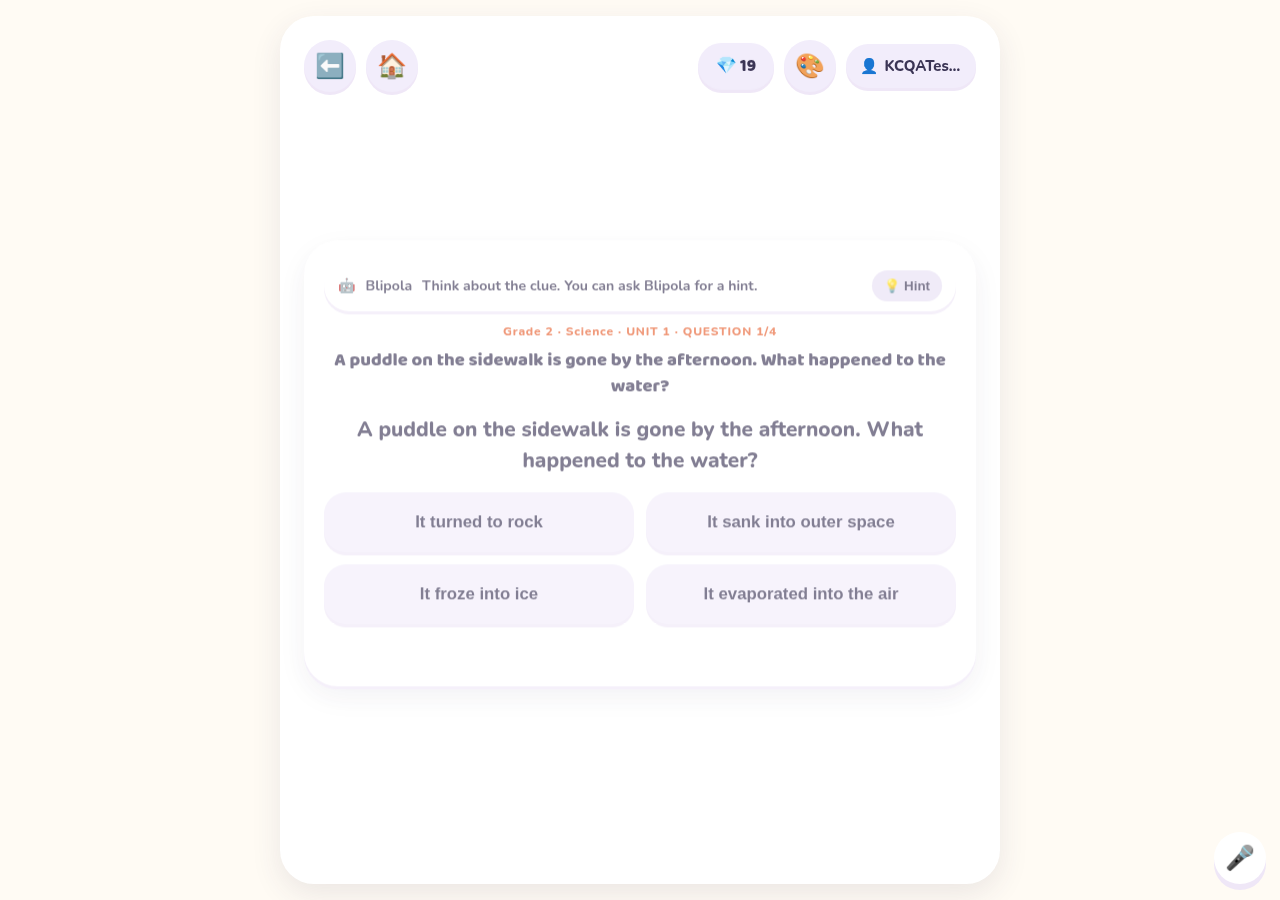 19
KCQATes...
Blipola Think about the clue. You can ask Blipola for a hint.
Hint
Grade 2 · Science · UNIT 1 · QUESTION 1/4
A puddle on the sidewalk is gone by the afternoon. What happened to the
water?
A puddle on the sidewalk is gone by the afternoon. What
happened to the water?
It turned to rock
It sank into outer space
It froze into ice
It evaporated into the air